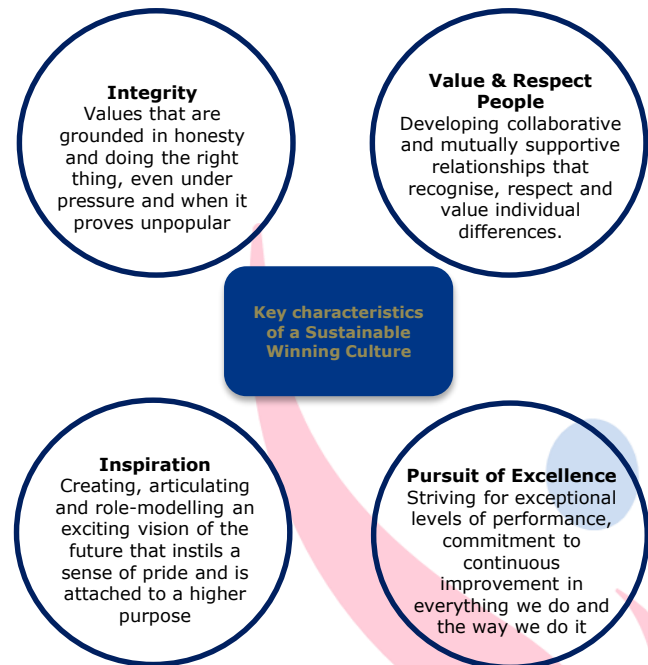 Integrity
Values that are
grounded in honesty
and doing the right
thing, even under
pressure and when it
proves unpopular
Value & Respect
People
Developing collaborative
and mutually supportive
relationships that
recognise, respect and
value individual
differences.
Key characteristics
of a Sustainable
Winning Culture
Inspiration
Creating, articulating
and role-modelling an
exciting vision of the
future that instils a
sense of pride and is
attached to a higher
purpose
Pursuit of Excellence
Striving for exceptional
levels of performance,
commitment to
continuous
improvement in
everything we do and
the way we do it